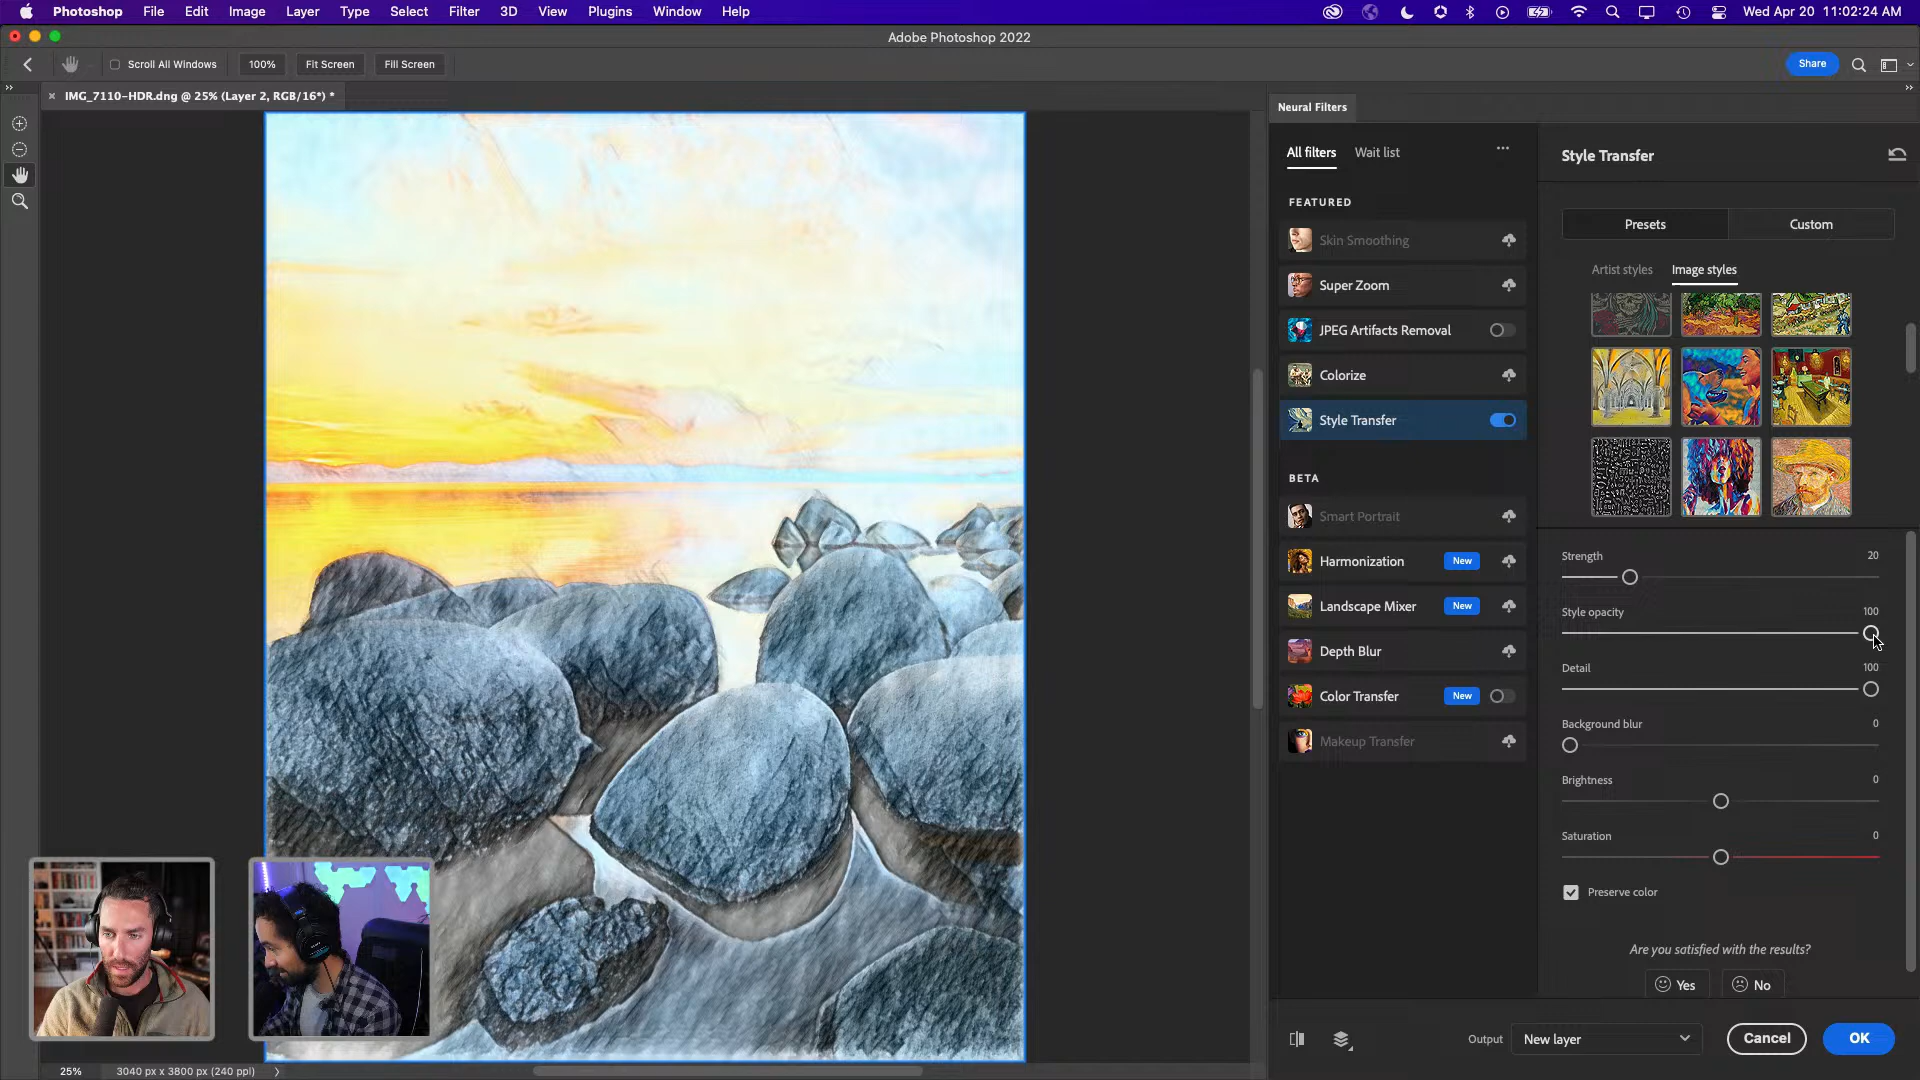 Photoshop File Edit Image Layer Type Select Filter 3D View Plugins Window Help Wed Apr 20 11:02:24 AM
Adobe Photoshop 2022
Scroll All Windows 100% Fit Screen Fill Screen Share
IMG_7110-HDR.dng @ 25% (Layer 2, RGB/16*) *
Neural Filters
All filters Wait list
FEATURED
Skin Smoothing
Super Zoom
JPEG Artifacts Removal
Colorize
Style Transfer
BETA
Smart Portrait
Harmonization New
Landscape Mixer New
Depth Blur
Color Transfer New
Makeup Transfer
Style Transfer
Presets Custom
Artist styles Image styles
Strength 20
Style opacity 100
Detail 100
Background blur 0
Brightness 0
Saturation 0
Preserve color
Are you satisfied with the results?
Yes No
Output New layer Cancel OK
25% 3040 px x 3800 px (240 ppi)